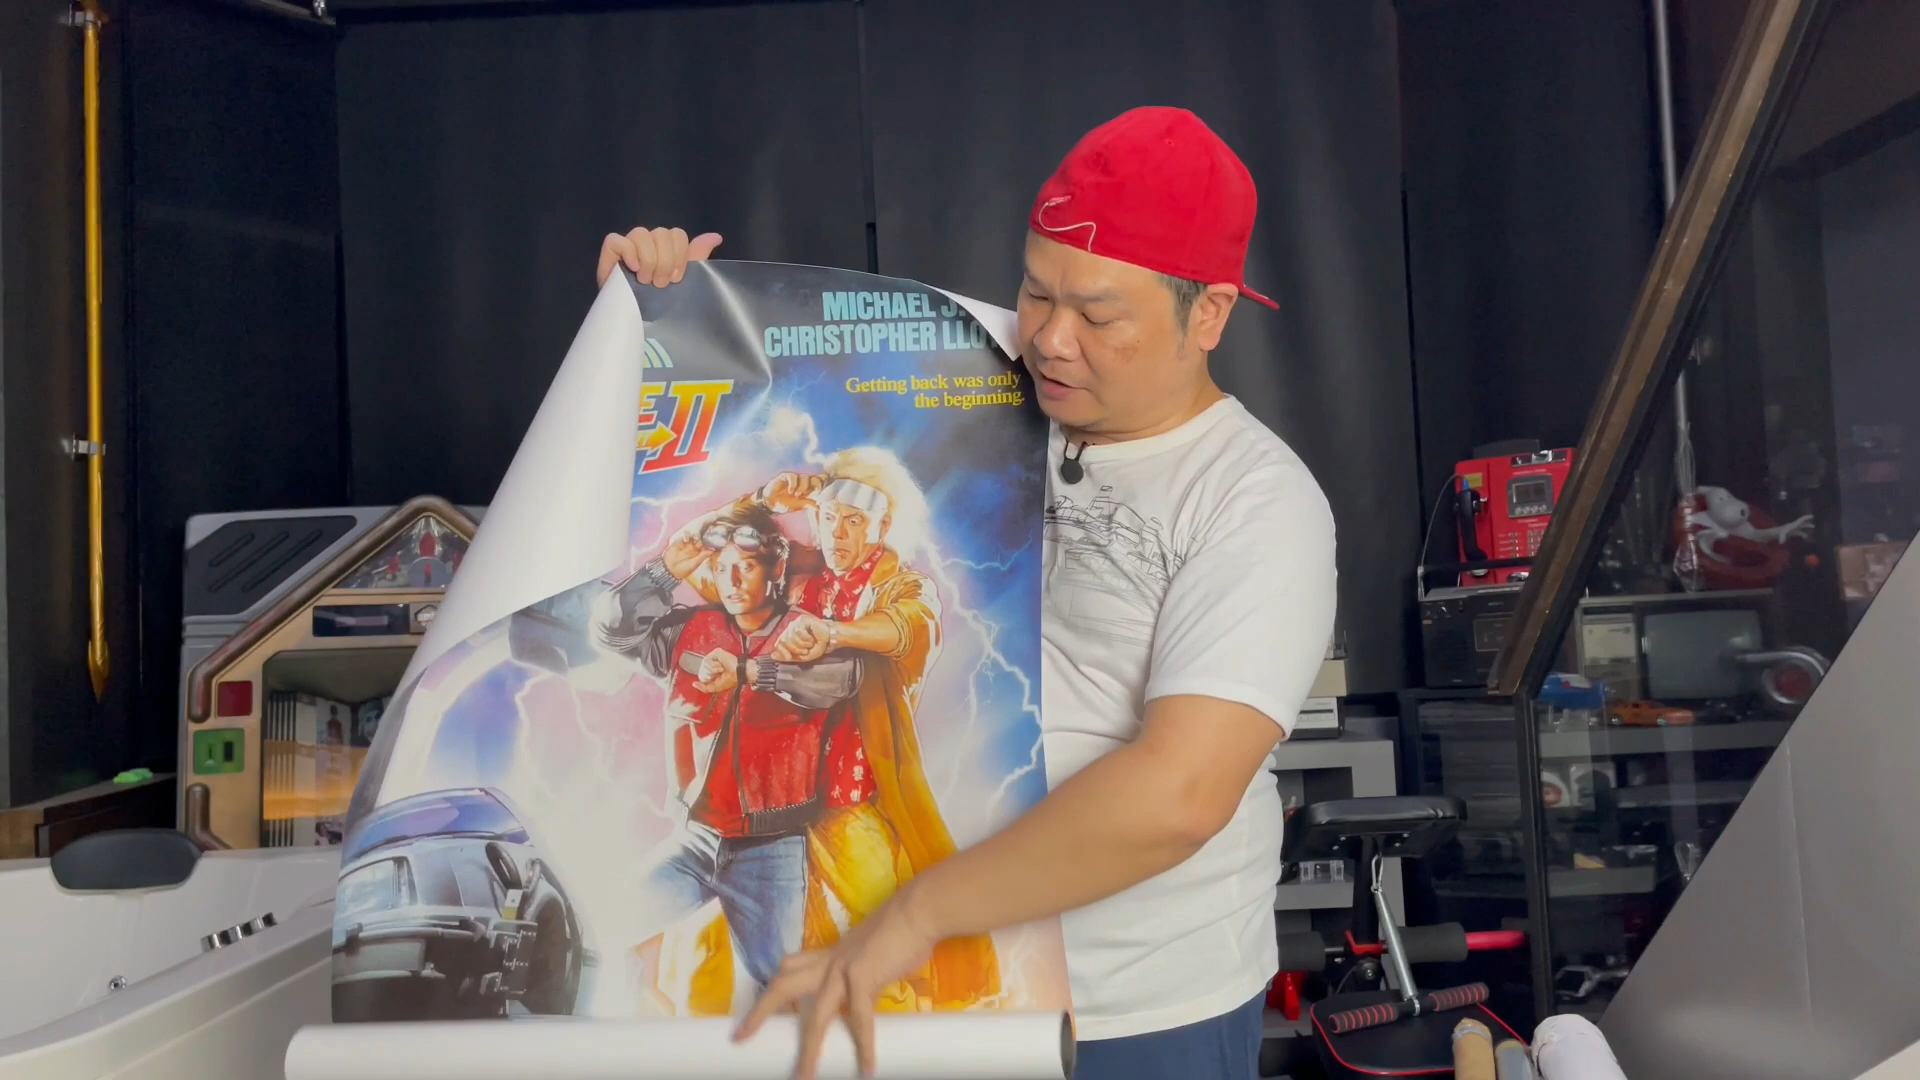 MICHAEL J.
CHRISTOPHER LLO
Getting back was only
the beginning.
E II